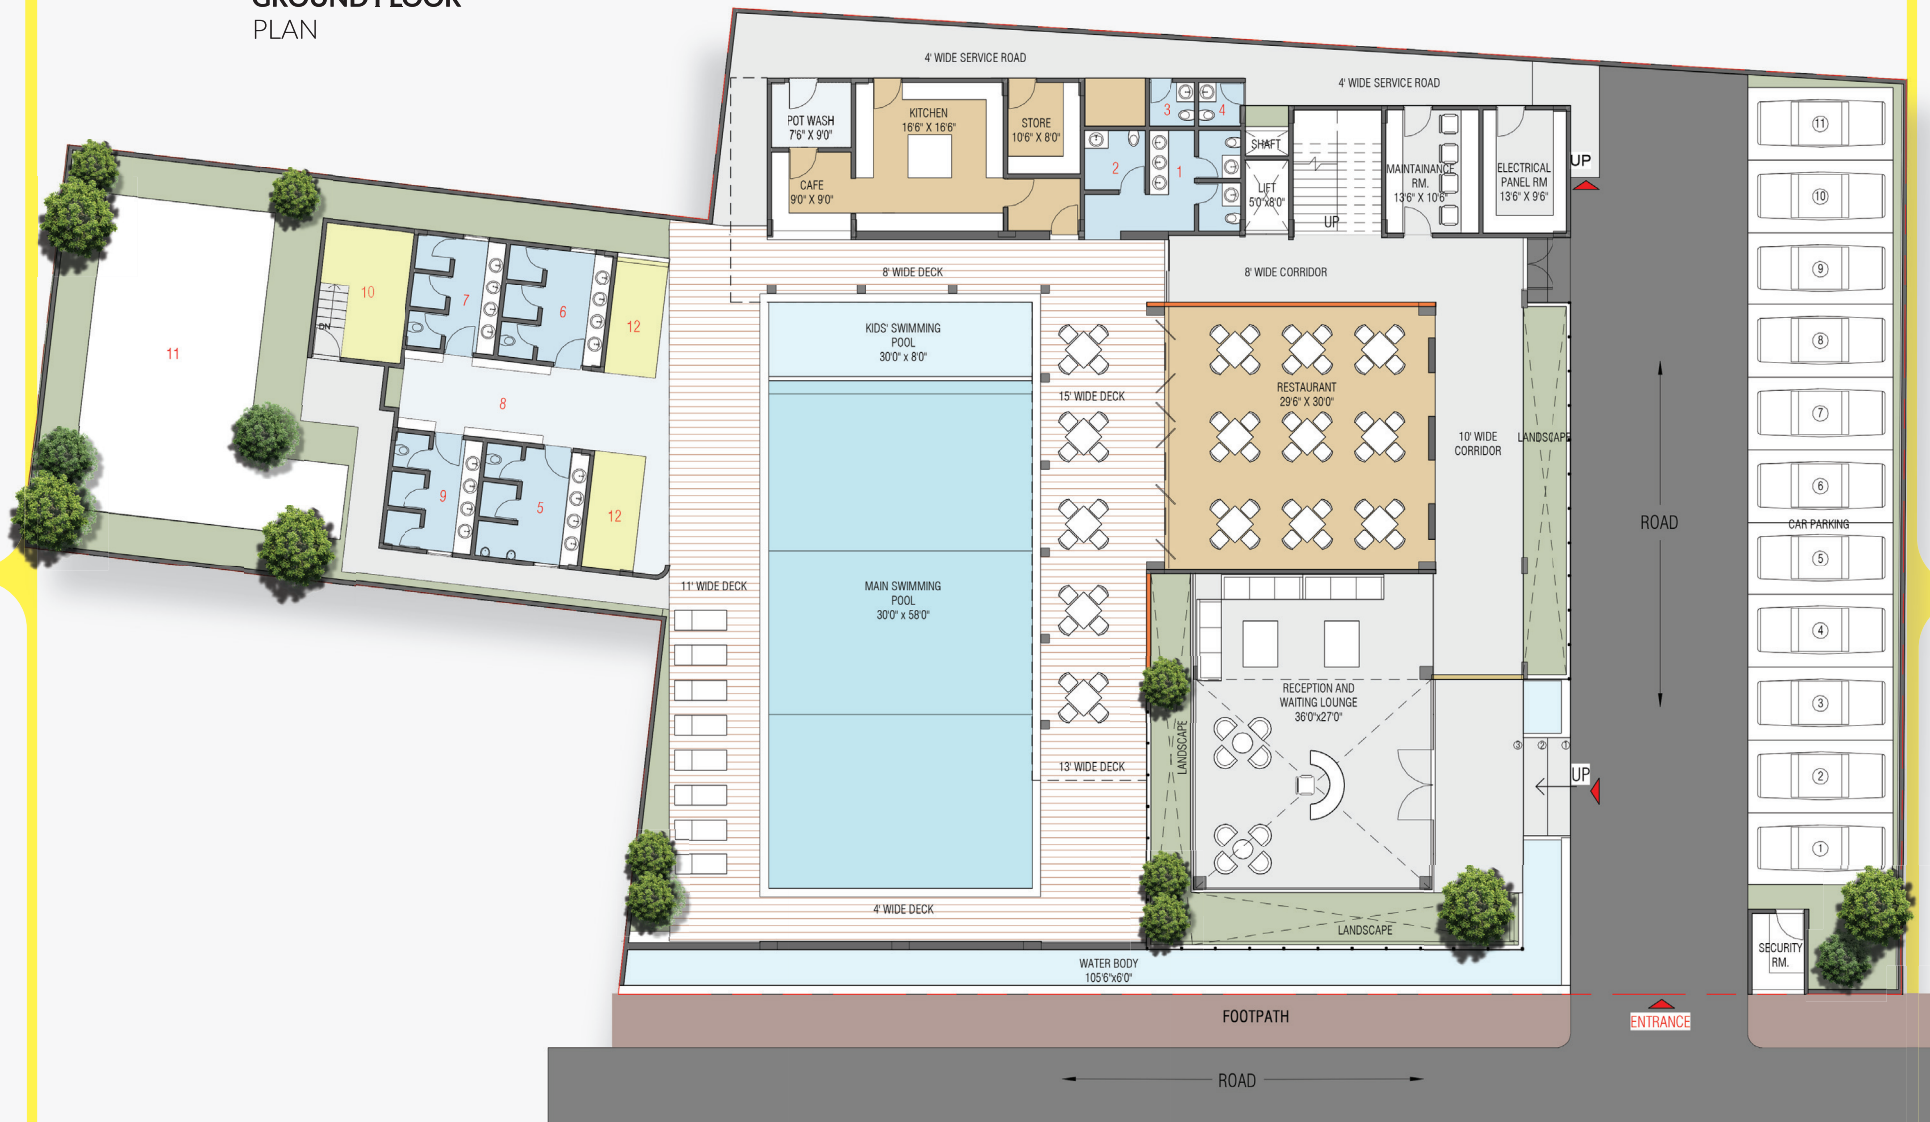 GROUND FLOOR
PLAN
4' WIDE SERVICE ROAD
4' WIDE SERVICE ROAD
POT WASH
7'6" X 9'0"
KITCHEN
16'6" X 16'6"
STORE
10'6" X 8'0"
3
4
2
1
SHAFT
LIFT
5'0"x8'0"
UP
MAINTAINANCE
RM.
13'6" X 10'6"
ELECTRICAL
PANEL RM
13'6" X 9'6"
UP
CAFE
9'0" X 9'0"
8' WIDE DECK
8' WIDE CORRIDOR
10
DN
7
6
12
11
8
9
5
12
KIDS' SWIMMING
POOL
30'0" x 8'0"
15' WIDE DECK
RESTAURANT
29'6" X 30'0"
10' WIDE
CORRIDOR
LANDSCAPE
ROAD
11
10
9
8
7
6
CAR PARKING
5
4
3
2
1
11' WIDE DECK
MAIN SWIMMING
POOL
30'0" x 58'0"
RECEPTION AND
WAITING LOUNGE
36'0"x27'0"
LANDSCAPE
13' WIDE DECK
3 2 1
UP
4' WIDE DECK
LANDSCAPE
SECURITY
RM.
WATER BODY
105'6"x6'0"
FOOTPATH
ENTRANCE
ROAD